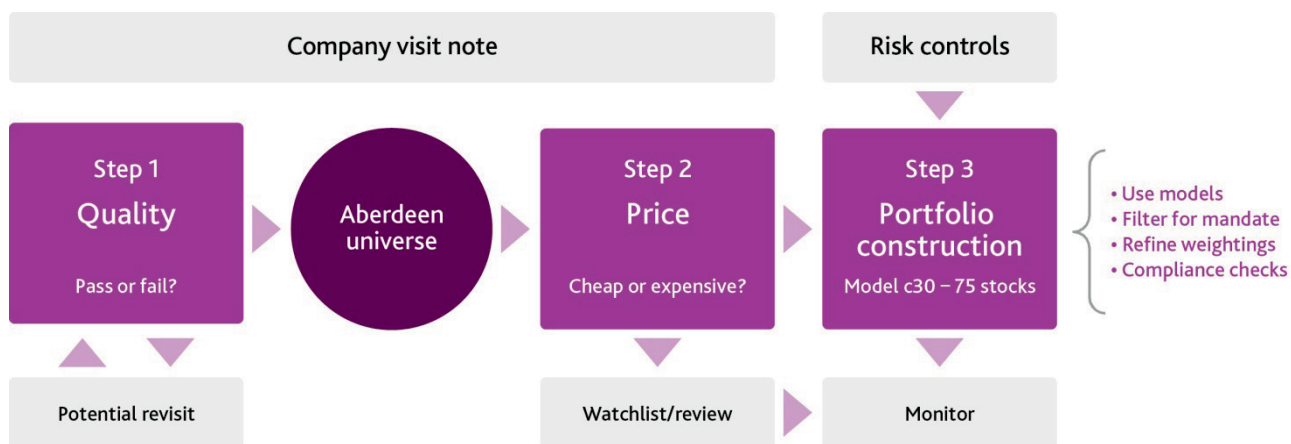 Company visit note
Risk controls
Step 1
Quality
Pass or fail?
Aberdeen
universe
Step 2
Price
Cheap or expensive?
Step 3
Portfolio
construction
Model c30 – 75 stocks
• Use models
• Filter for mandate
• Refine weightings
• Compliance checks
Potential revisit
Watchlist/review
Monitor